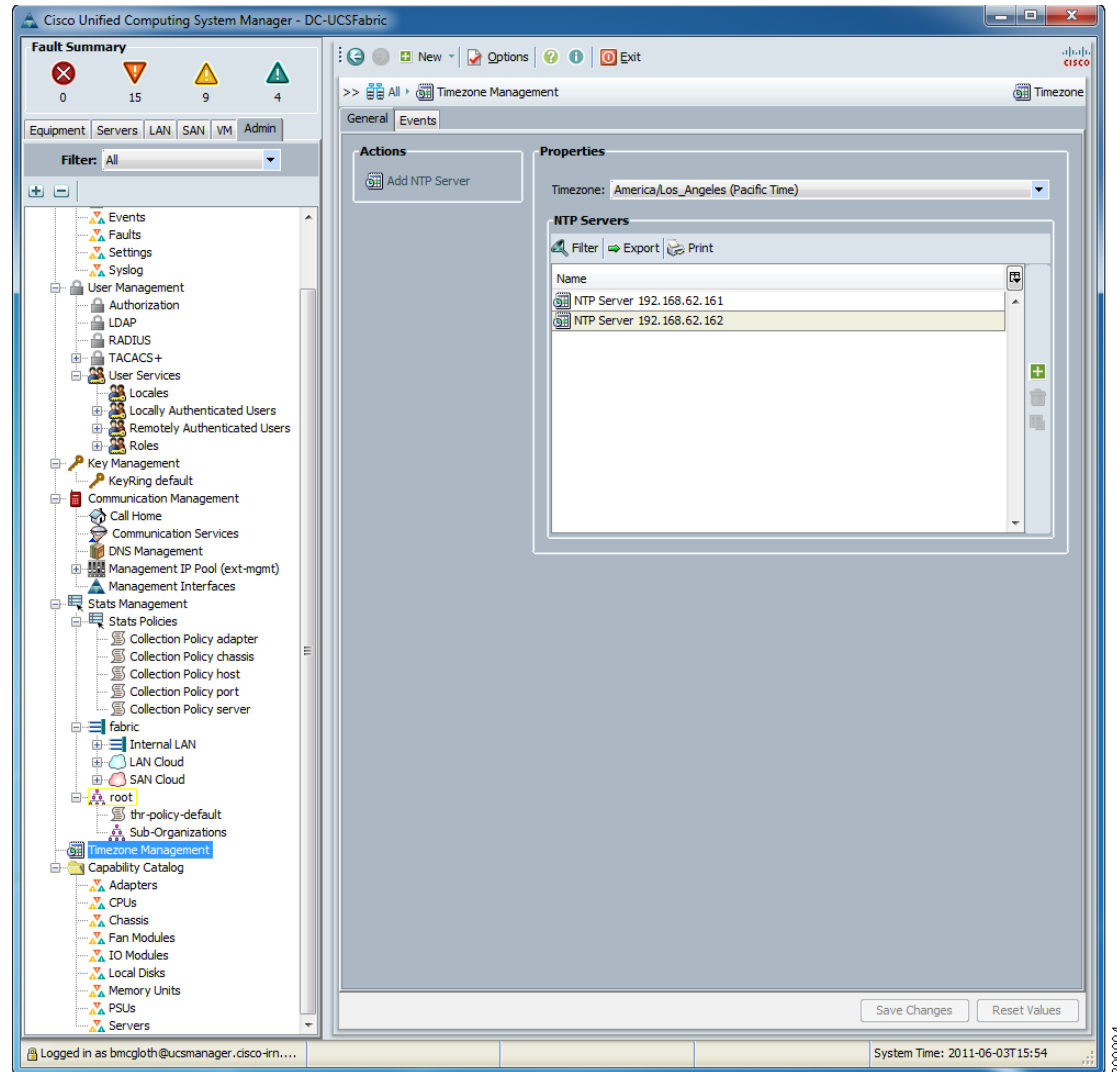 Cisco Unified Computing System Manager - DC-UCSFabric
Fault Summary
0 15 9 4
Equipment Servers LAN SAN VM Admin
Filter: All
Events
Faults
Settings
Syslog
User Management
Authorization
LDAP
RADIUS
TACACS+
User Services
Locales
Locally Authenticated Users
Remotely Authenticated Users
Roles
Key Management
KeyRing default
Communication Management
Call Home
Communication Services
DNS Management
Management IP Pool (ext-mgmt)
Management Interfaces
Stats Management
Stats Policies
Collection Policy adapter
Collection Policy chassis
Collection Policy host
Collection Policy port
Collection Policy server
fabric
Internal LAN
LAN Cloud
SAN Cloud
root
thr-policy-default
Sub-Organizations
Timezone Management
Capability Catalog
Adapters
CPUs
Chassis
Fan Modules
IO Modules
Local Disks
Memory Units
PSUs
Servers
New Options Exit
CISCO
>> All Timezone Management Timezone
General Events
Actions
Add NTP Server
Properties
Timezone: America/Los_Angeles (Pacific Time)
NTP Servers
Filter Export Print
Name
NTP Server 192.168.62.161
NTP Server 192.168.62.162
Save Changes Reset Values
Logged in as bmcgloth@ucsmanager.cisco-irn....
System Time: 2011-06-03T15:54